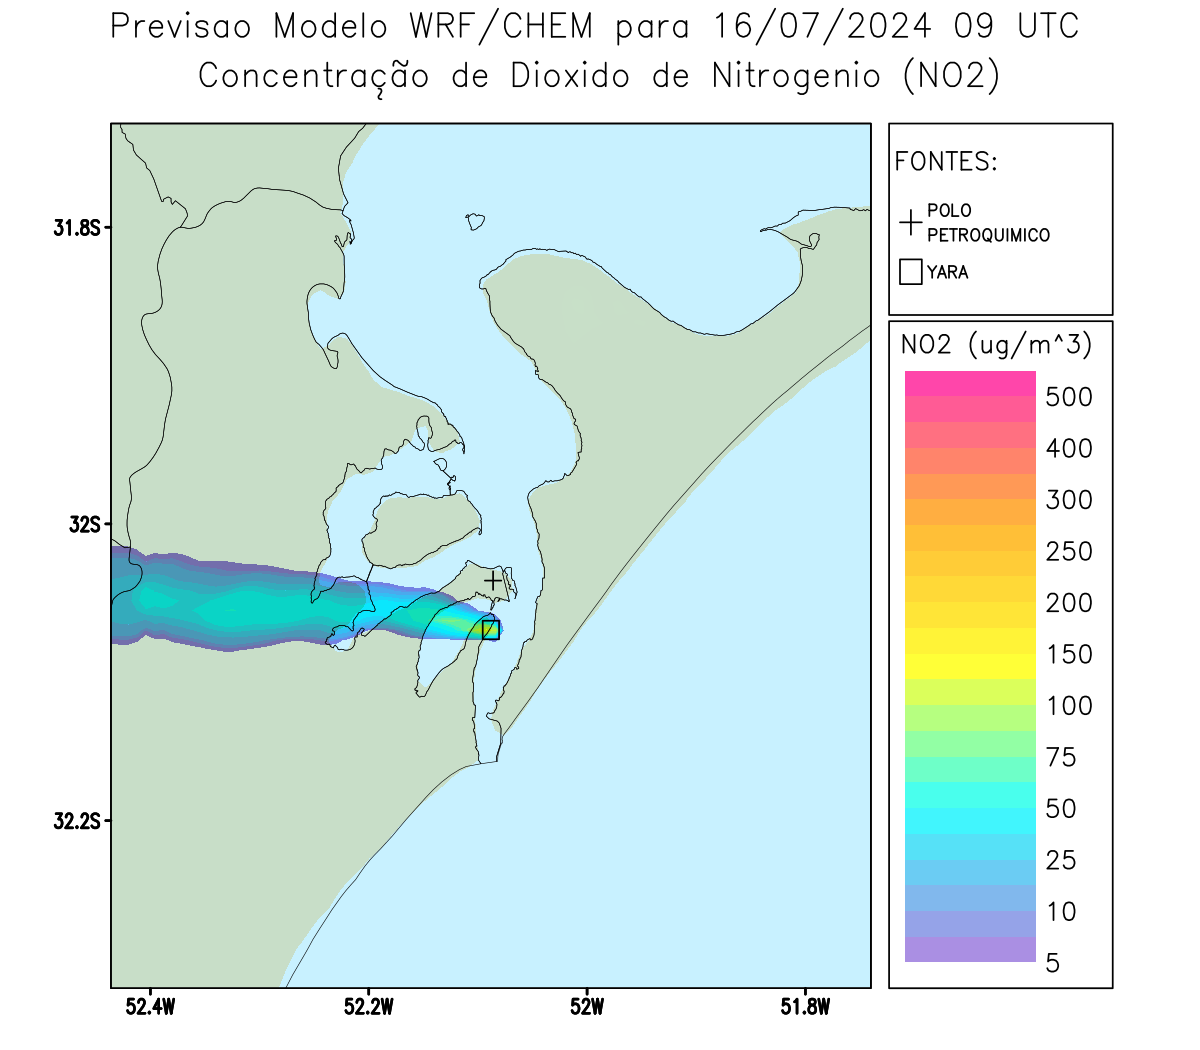 Previsao Modelo WRF/CHEM para 16/07/2024 09 UTC
Concentração de Dioxido de Nitrogenio (NO2)
FONTES:
POLO
PETROQUIMICO
YARA
31.8S
32S
32.2S
52.4W
52.2W
52W
51.8W
NO2 (ug/m^3)
500
400
300
250
200
150
100
75
50
25
10
5